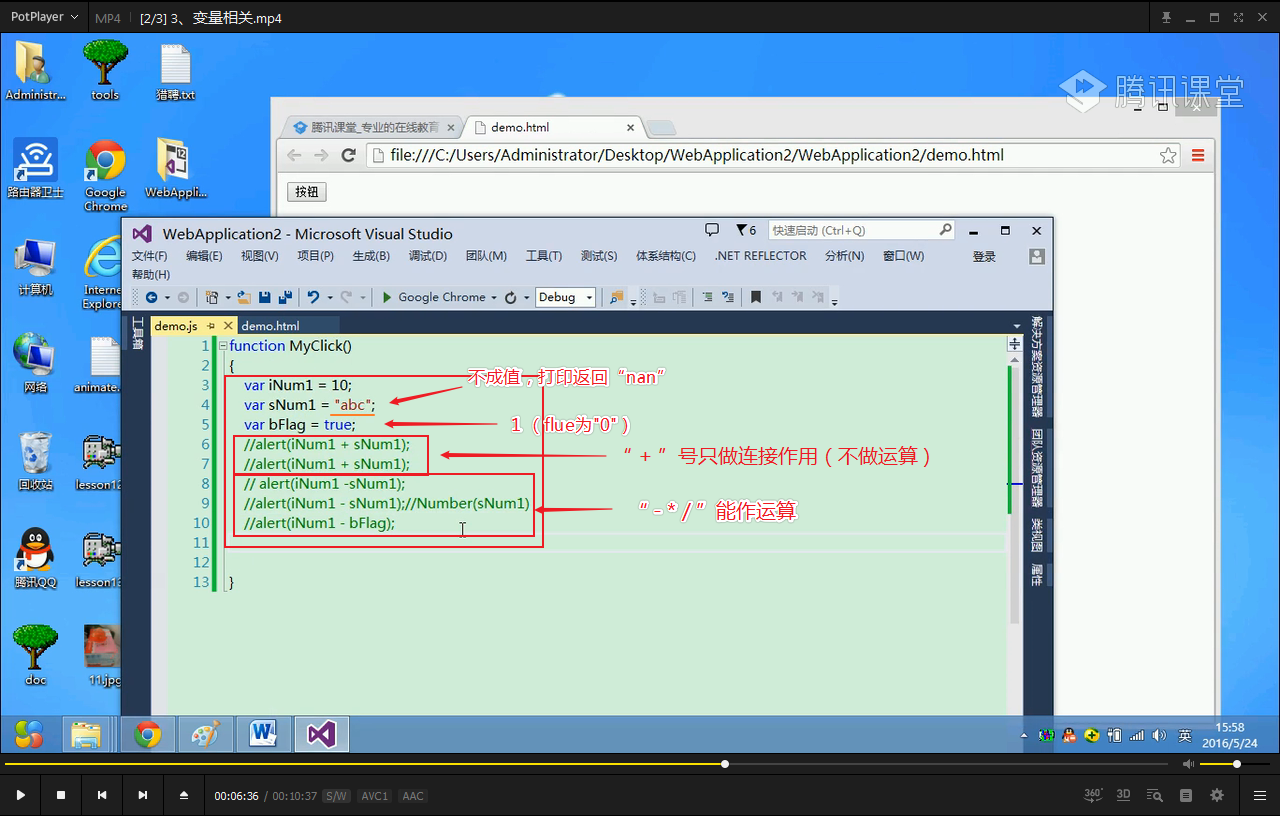 PotPlayer
MP4
[2/3] 3、变量相关.mp4
Administr...
tools
猎聘.txt
腾讯课堂
腾讯课堂_专业的在线教育
demo.html
file:///C:/Users/Administrator/Desktop/WebApplication2/WebApplication2/demo.html
按钮
路由器卫士
Google Chrome
WebAppli...
WebApplication2 - Microsoft Visual Studio
6
快速启动 (Ctrl+Q)
文件(F) 编辑(E) 视图(V) 项目(P) 生成(B) 调试(D) 团队(M) 工具(T) 测试(S) 体系结构(C) .NET REFLECTOR 分析(N) 窗口(W) 登录
帮助(H)
计算机
Interne
Explore
Google Chrome
Debug
工具箱
demo.js
demo.html
1 function MyClick()
2 {
3 var iNum1 = 10;
4 var sNum1 = "abc";
5 var bFlag = true;
6 //alert(iNum1 + sNum1);
7 //alert(iNum1 + sNum1);
8 // alert(iNum1 -sNum1);
9 //alert(iNum1 - sNum1);//Number(sNum1)
10 //alert(iNum1 - bFlag);
11
12
13 }
不成值，打印返回“nan”
1 （flue为"0"）
“ + ”号只做连接作用（不做运算）
“ - * / ”能作运算
解决方案资源管理器
团队资源管理器
类视图
属性
网络
animate.
回收站
lesson12
腾讯QQ
lesson13
doc
11.jpg
英
15:58
2016/5/24
00:06:36 / 00:10:37 S/W AVC1 AAC
360°
3D